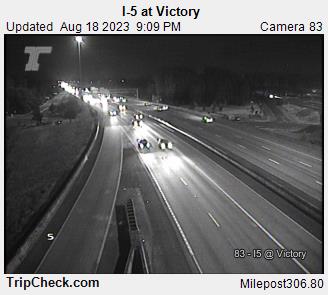 I-5 at Victory
Updated Aug 18 2023 9:09 PM
Camera 83
T
S
83 - I5 @ Victory
TripCheck.com
Milepost306.80